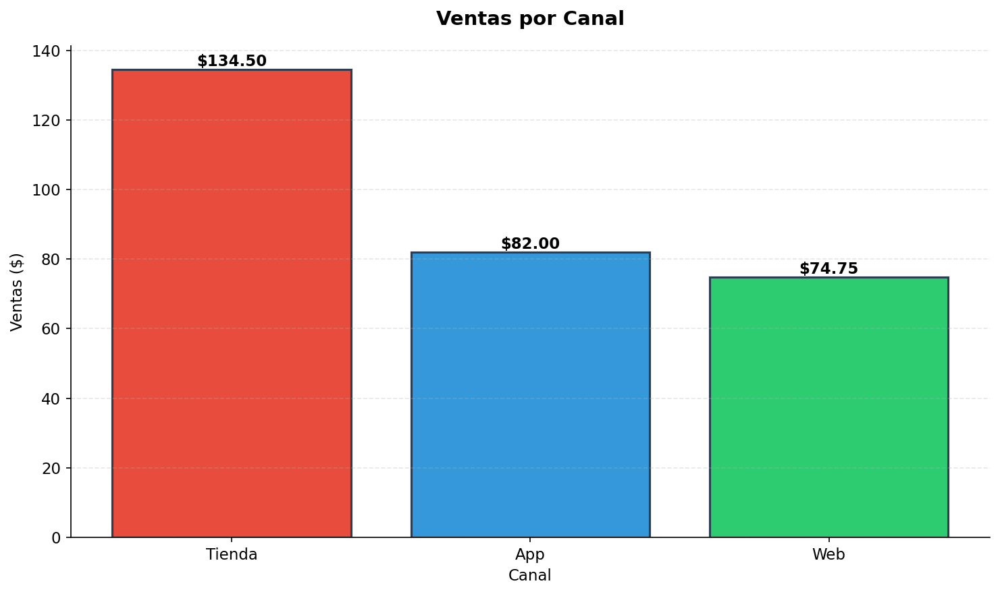 Ventas por Canal
140
120
100
80
60
40
20
0
Ventas ($)
$134.50
$82.00
$74.75
Tienda
App
Web
Canal